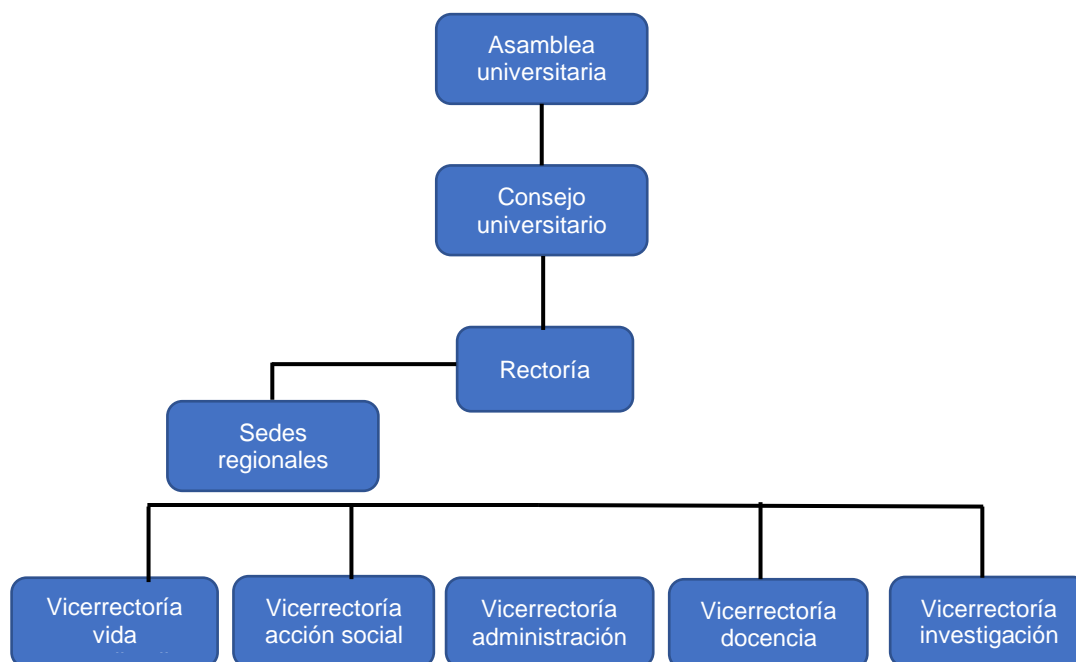 Asamblea
universitaria
Consejo
universitario
Rectoría
Sedes
regionales
Vicerrectoría
vida
Vicerrectoría
acción social
Vicerrectoría
administración
Vicerrectoría
docencia
Vicerrectoría
investigación